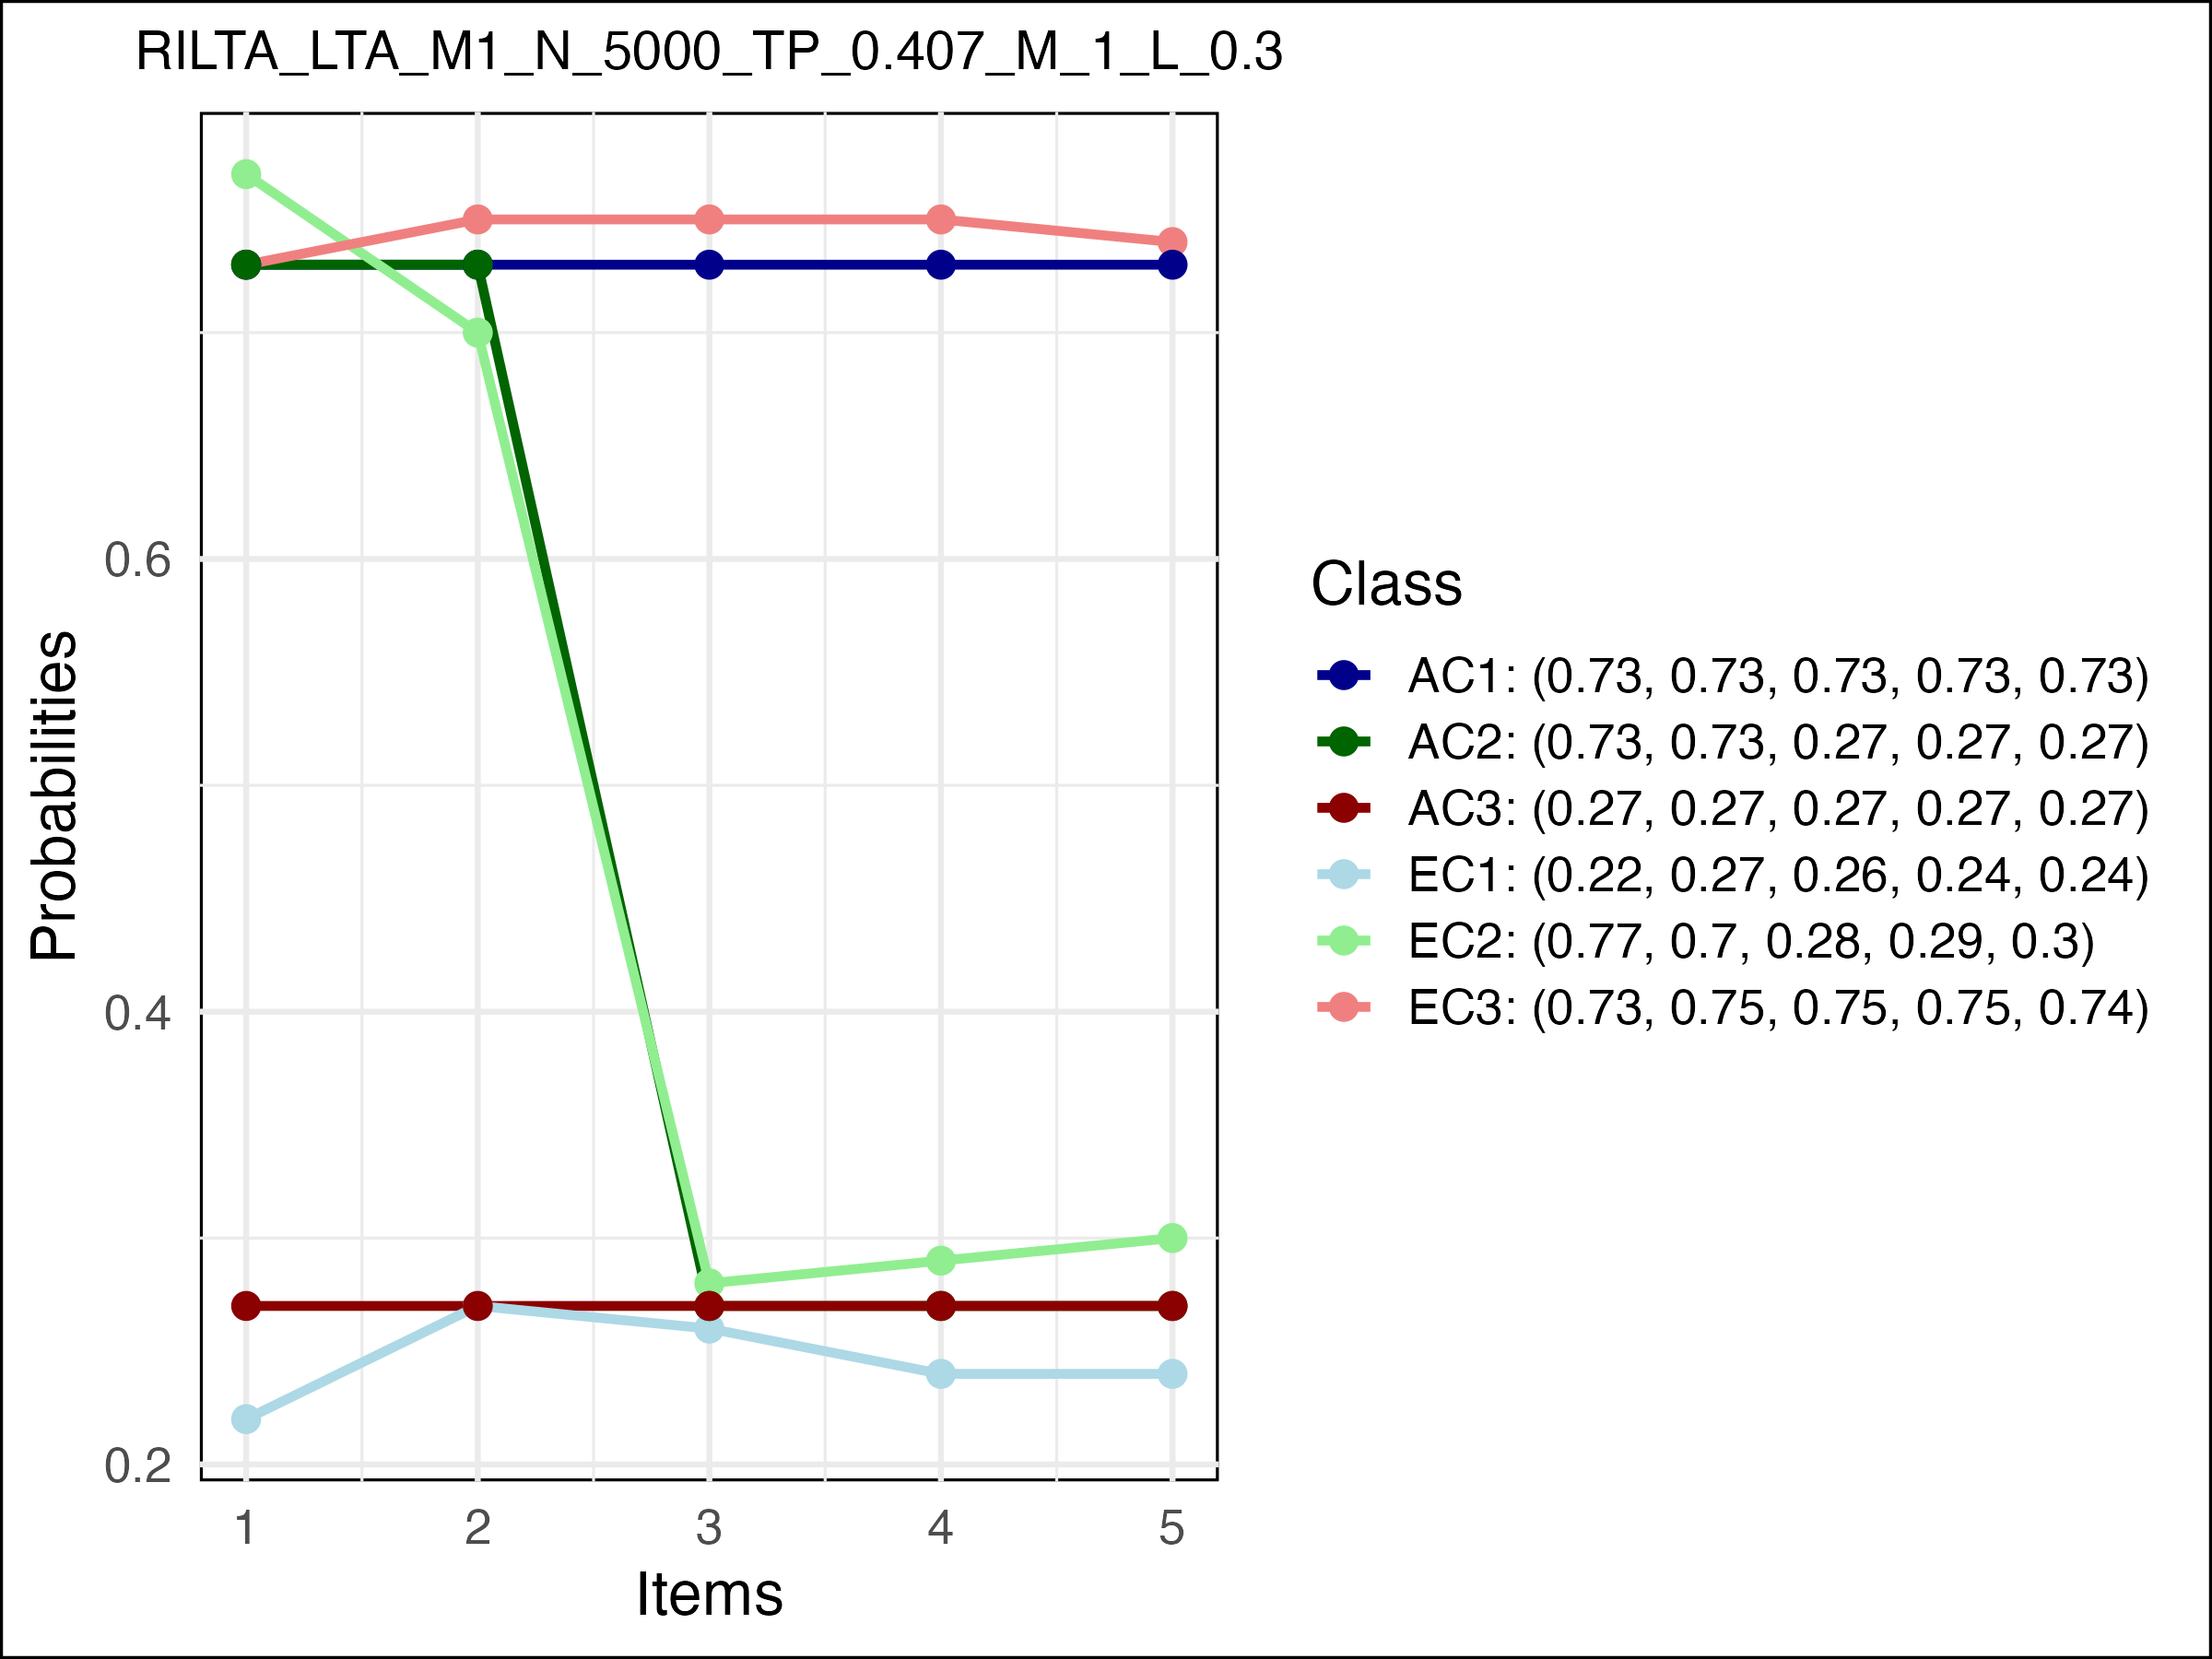 RILTA_LTA_M1_N_5000_TP_0.407_M_1_L_0.3
Probabilities
0.6
0.4
0.2
1 2 3 4 5
Items
Class
AC1: (0.73, 0.73, 0.73, 0.73, 0.73)
AC2: (0.73, 0.73, 0.27, 0.27, 0.27)
AC3: (0.27, 0.27, 0.27, 0.27, 0.27)
EC1: (0.22, 0.27, 0.26, 0.24, 0.24)
EC2: (0.77, 0.7, 0.28, 0.29, 0.3)
EC3: (0.73, 0.75, 0.75, 0.75, 0.74)